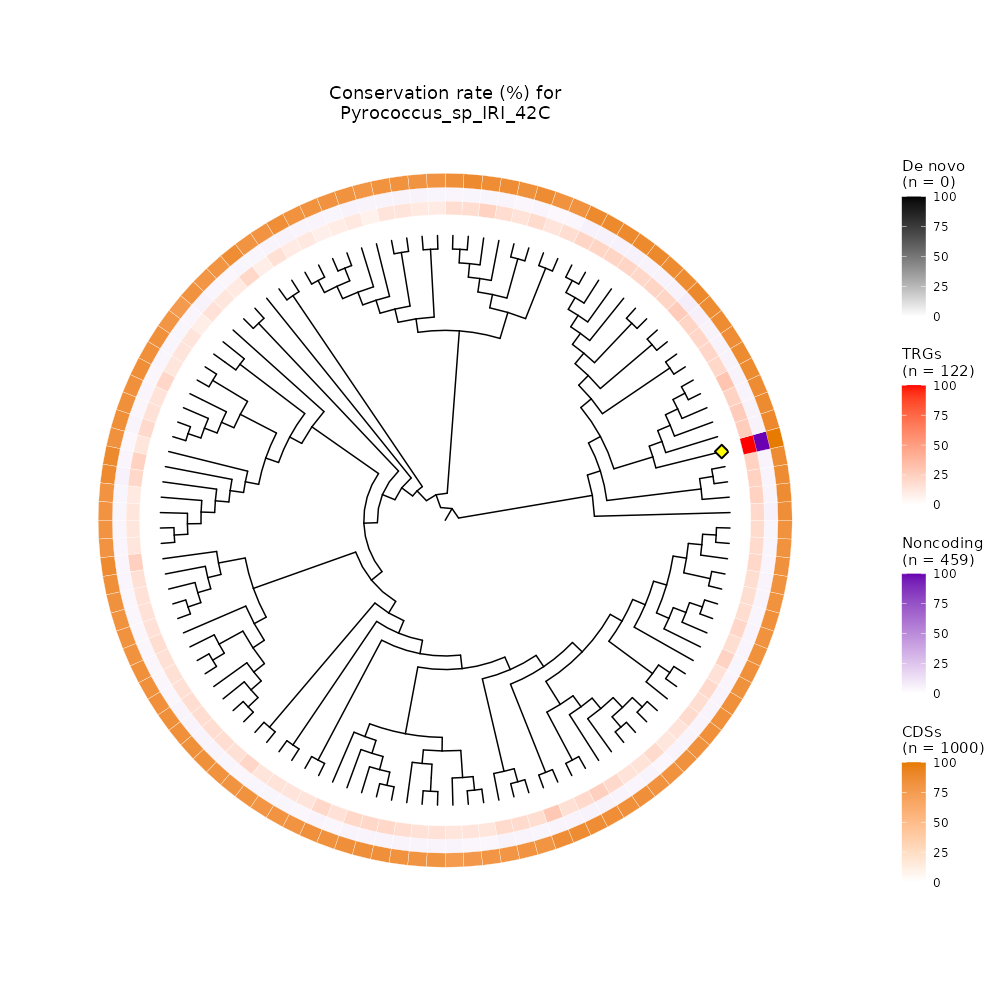 Conservation rate (%) for
Pyrococcus_sp_IRI_42C
De novo
(n = 0)
100
75
50
25
0
TRGs
(n = 122)
100
75
50
25
0
Noncoding
(n = 459)
100
75
50
25
0
CDSs
(n = 1000)
100
75
50
25
0